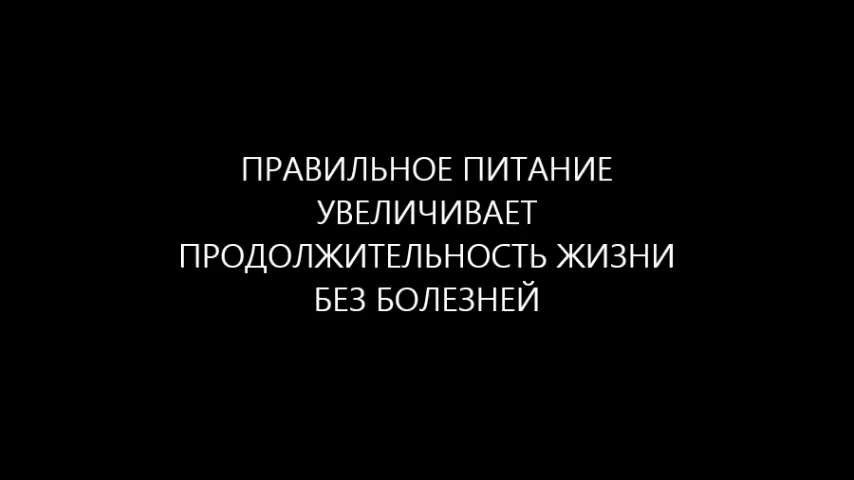 ПРАВИЛЬНОЕ ПИТАНИЕ
УВЕЛИЧИВАЕТ
ПРОДОЛЖИТЕЛЬНОСТЬ ЖИЗНИ
БЕЗ БОЛЕЗНЕЙ